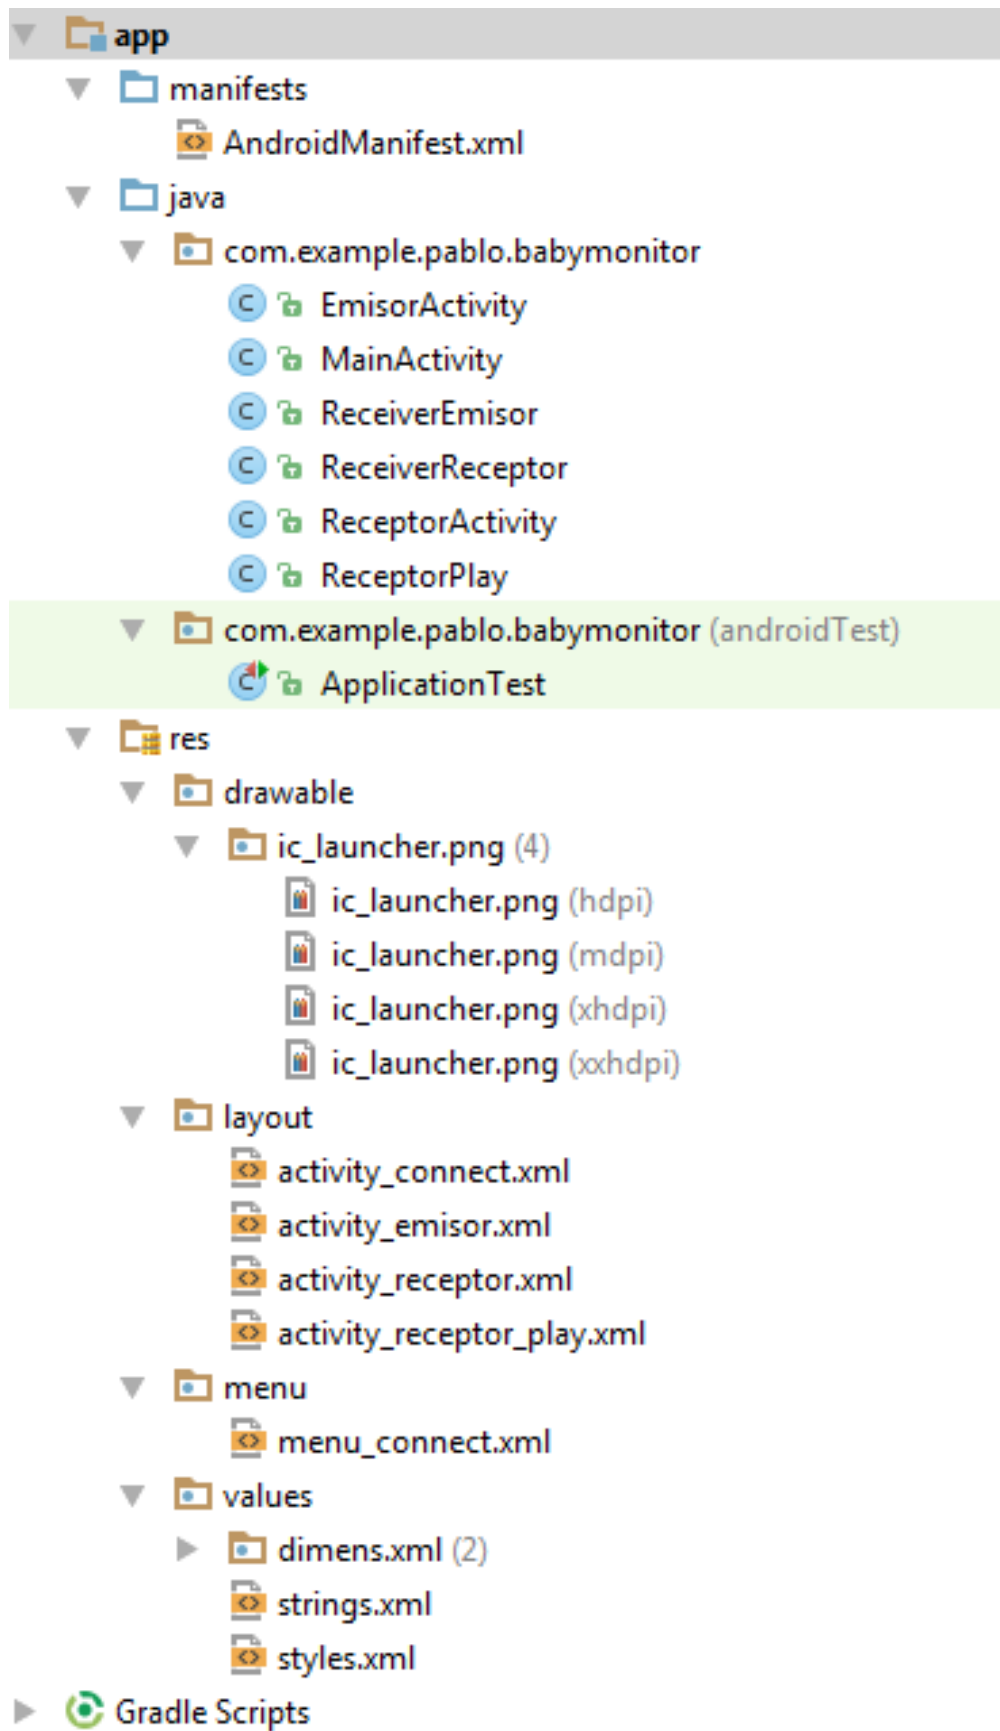 app
manifests
AndroidManifest.xml
java
com.example.pablo.babymonitor
EmisorActivity
MainActivity
ReceiverEmisor
ReceiverReceptor
ReceptorActivity
ReceptorPlay
com.example.pablo.babymonitor (androidTest)
ApplicationTest
res
drawable
ic_launcher.png (4)
ic_launcher.png (hdpi)
ic_launcher.png (mdpi)
ic_launcher.png (xhdpi)
ic_launcher.png (xxhdpi)
layout
activity_connect.xml
activity_emisor.xml
activity_receptor.xml
activity_receptor_play.xml
menu
menu_connect.xml
values
dimens.xml (2)
strings.xml
styles.xml
Gradle Scripts